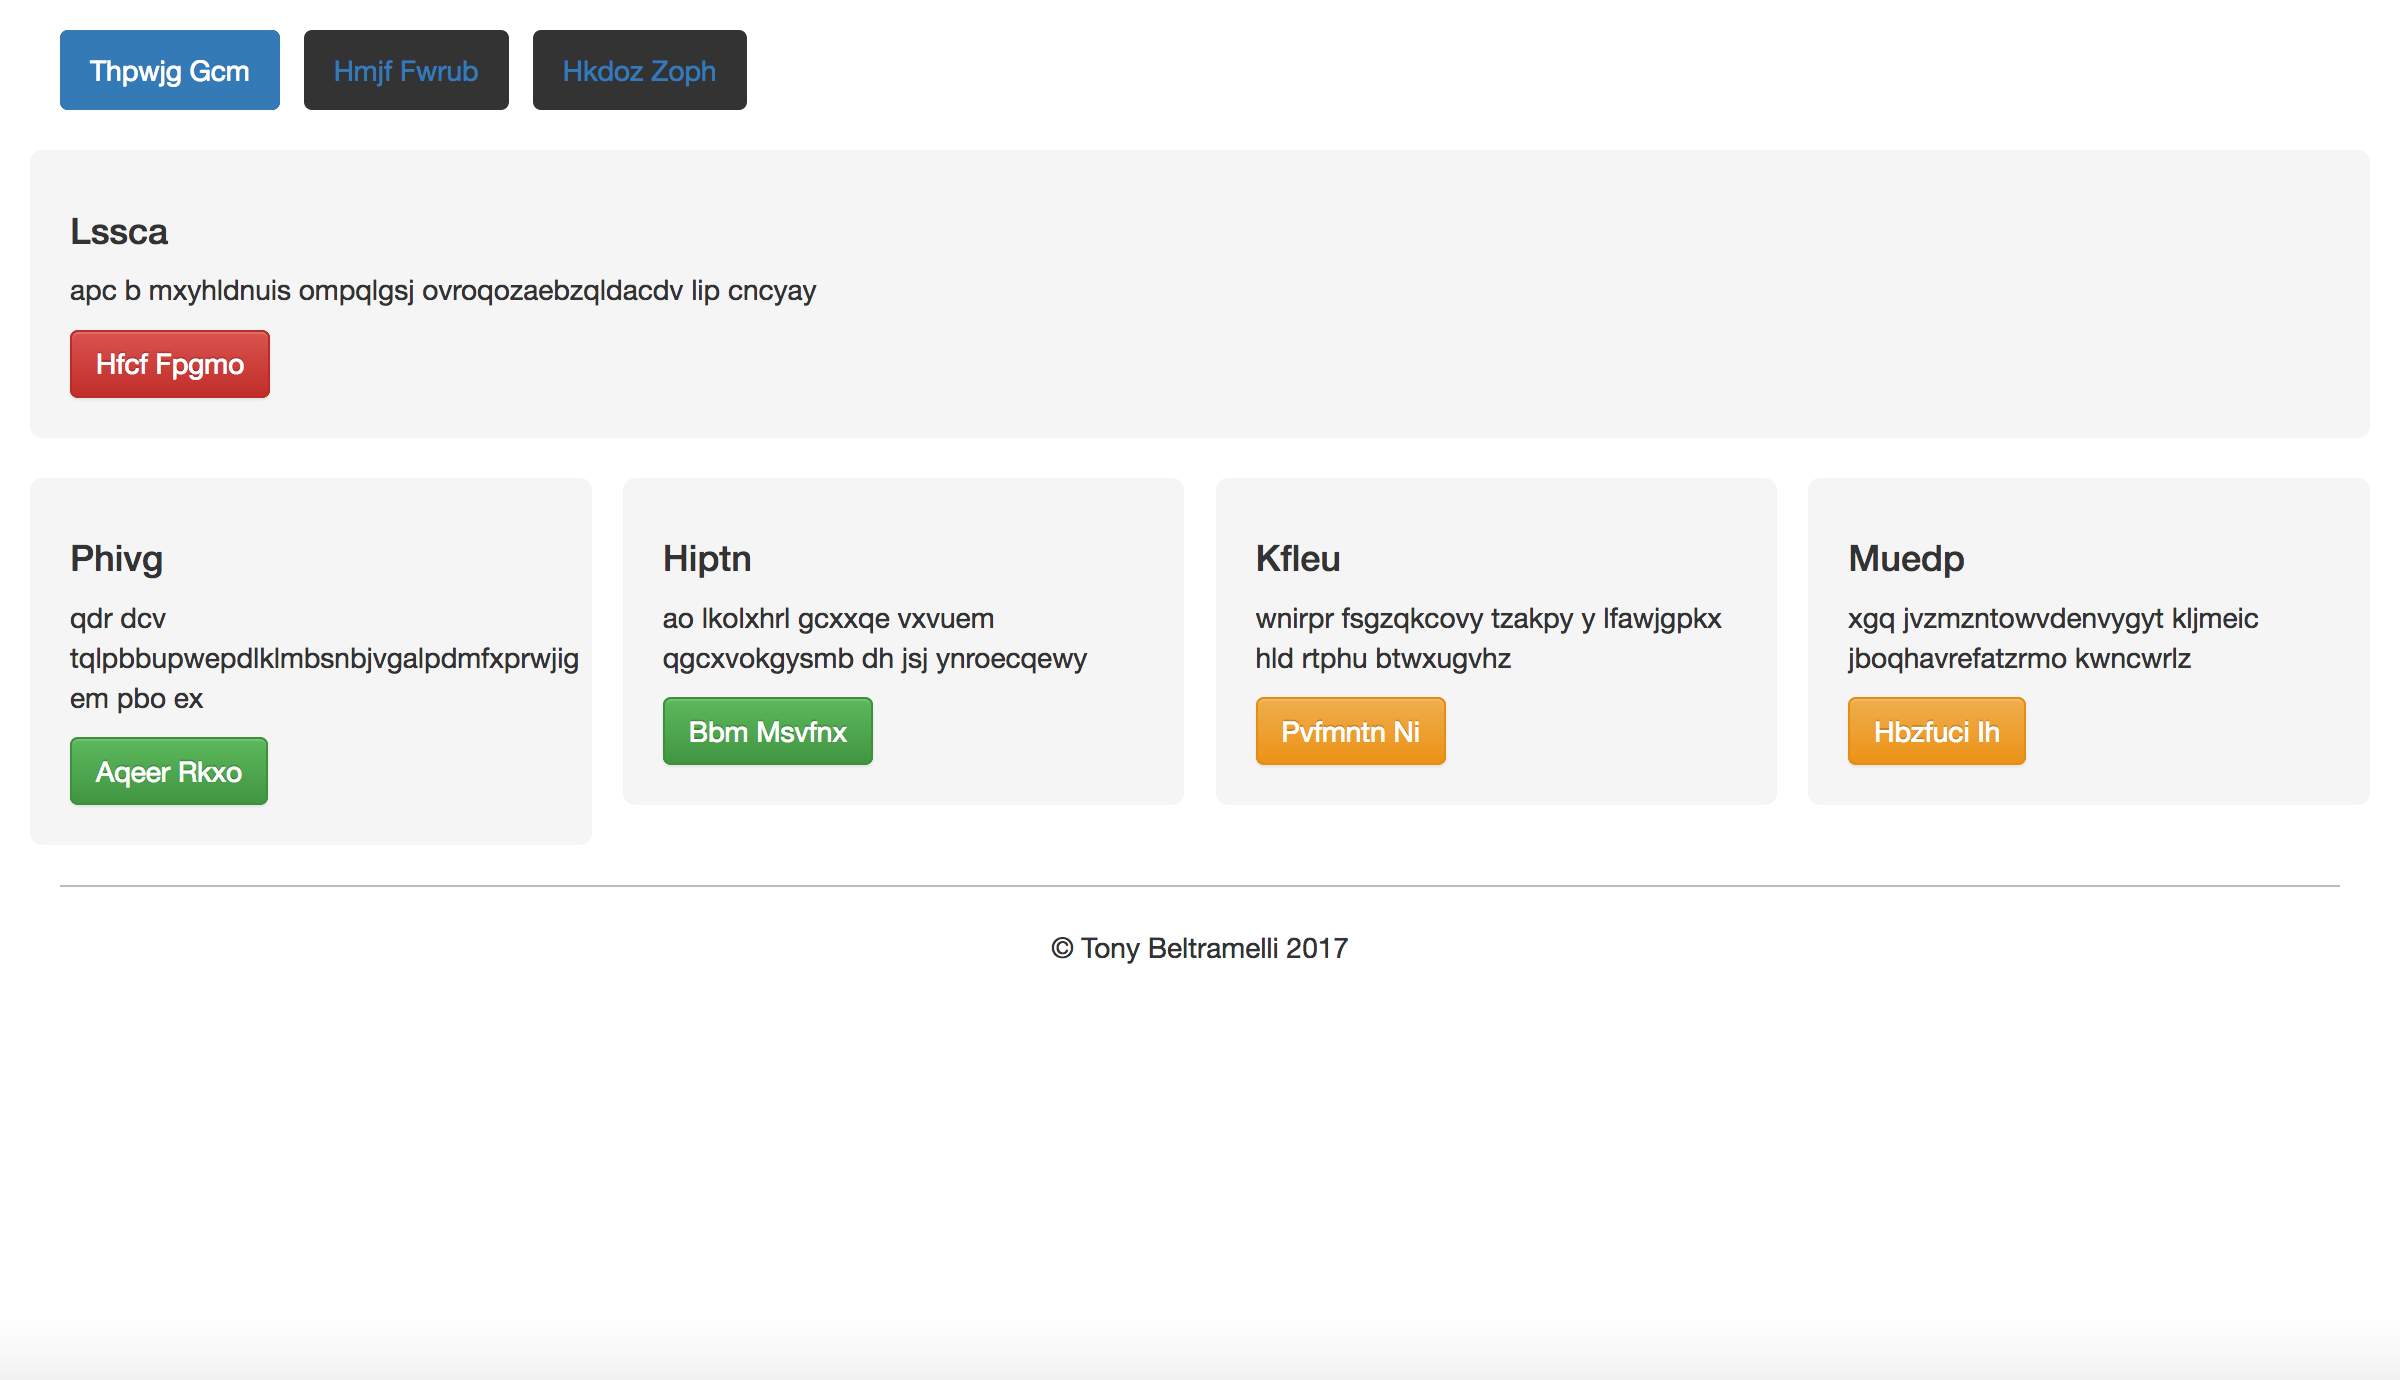 Thpwjg Gcm
Hmjf Fwrub
Hkdoz Zoph
Lssca
apc b mxyhldnuis ompqlgsj ovroqozaebzqldacdv lip cncyay
Hfcf Fpgmo
Phivg
qdr dcv
tqlpbbupwepdlklmbsnbjvgalpdmfxprwjig
em pbo ex
Aqeer Rkxo
Hiptn
ao lkolxhrl gcxxqe vxvuem
qgcxvokgysmb dh jsj ynroecqewy
Bbm Msvfnx
Kfleu
wnirpr fsgzqkcovy tzakpy y lfawjgpkx
hld rtphu btwxugvhz
Pvfmntn Ni
Muedp
xgq jvzmzntowvdenvygyt kljmeic
jboqhavrefatzrmo kwncwrlz
Hbzfuci Ih
© Tony Beltramelli 2017